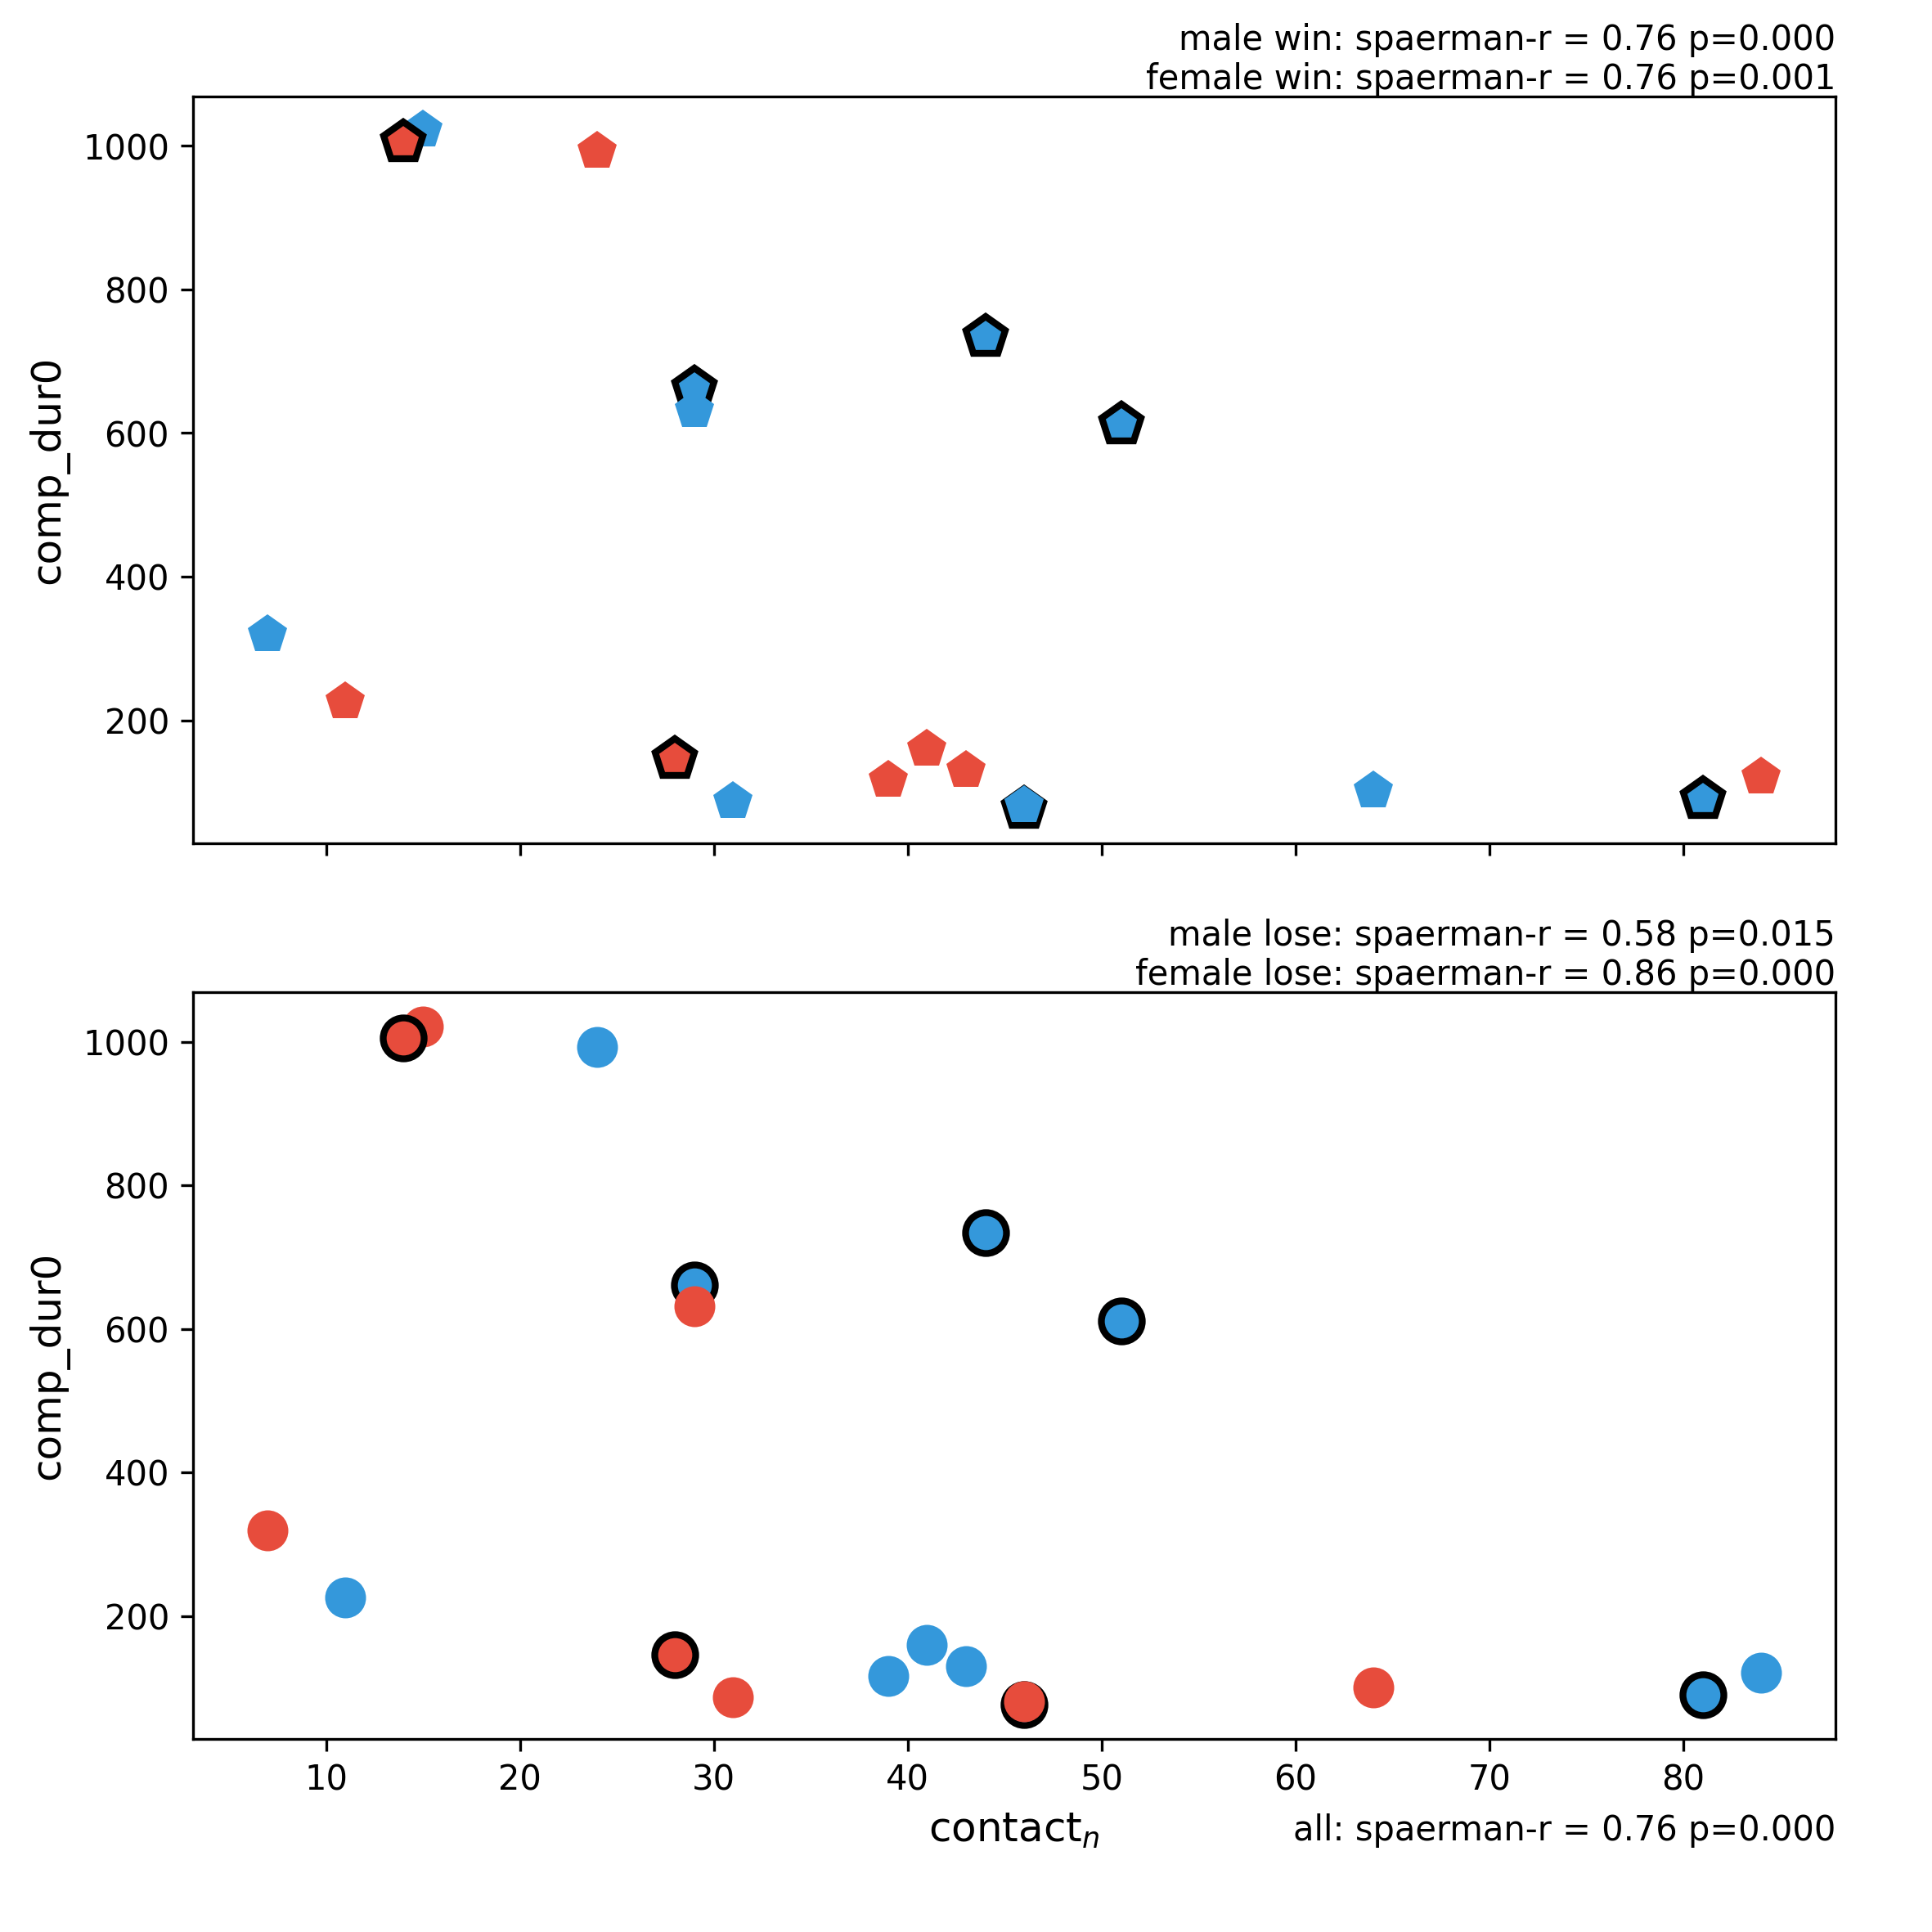 male win: spaerman-r = 0.76 p=0.000
female win: spaerman-r = 0.76 p=0.001
1000
800
600
400
200
comp_dur0
male lose: spaerman-r = 0.58 p=0.015
female lose: spaerman-r = 0.86 p=0.000
1000
800
600
400
200
comp_dur0
10 20 30 40 50 60 70 80
contactₙ
all: spaerman-r = 0.76 p=0.000